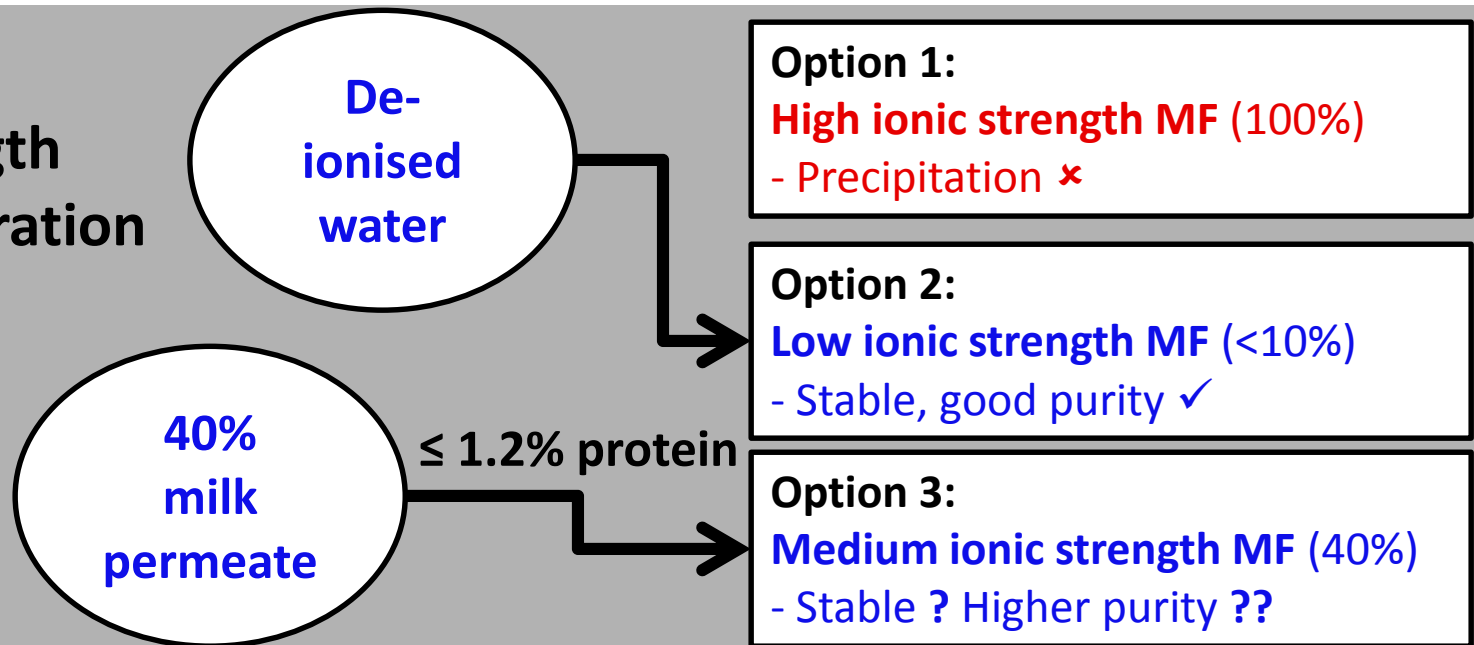 gth
ration
De-
ionised
water
40%
milk
permeate
≤ 1.2% protein
Option 1:
High ionic strength MF (100%)
- Precipitation ×
Option 2:
Low ionic strength MF (<10%)
- Stable, good purity ✓
Option 3:
Medium ionic strength MF (40%)
- Stable ? Higher purity ??